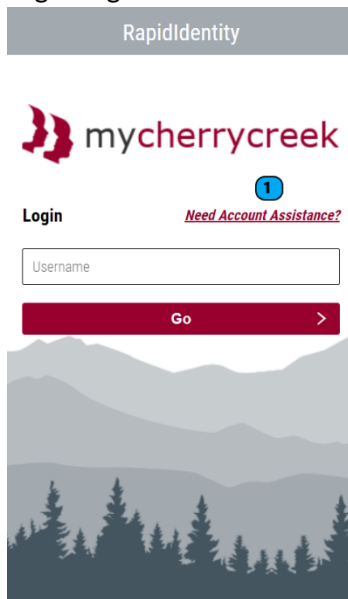 RapidIdentity
mycherrycreek
1
Login Need Account Assistance?
Username
Go